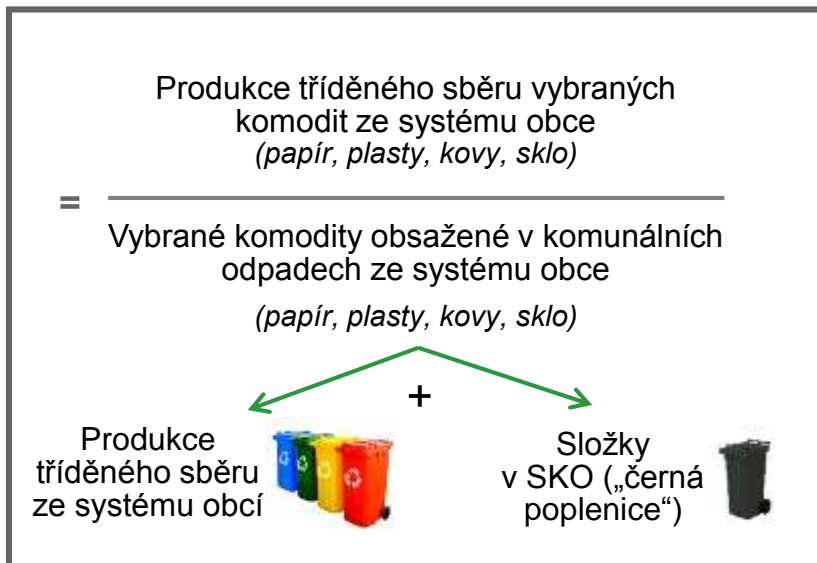 Produkce tříděného sběru vybraných
komodit ze systému obce
(papír, plasty, kovy, sklo)
=
Vybrané komodity obsažené v komunálních
odpadech ze systému obce
(papír, plasty, kovy, sklo)
+
Produkce
tříděného sběru
ze systému obcí
Složky
v SKO („černá
poplenice“)